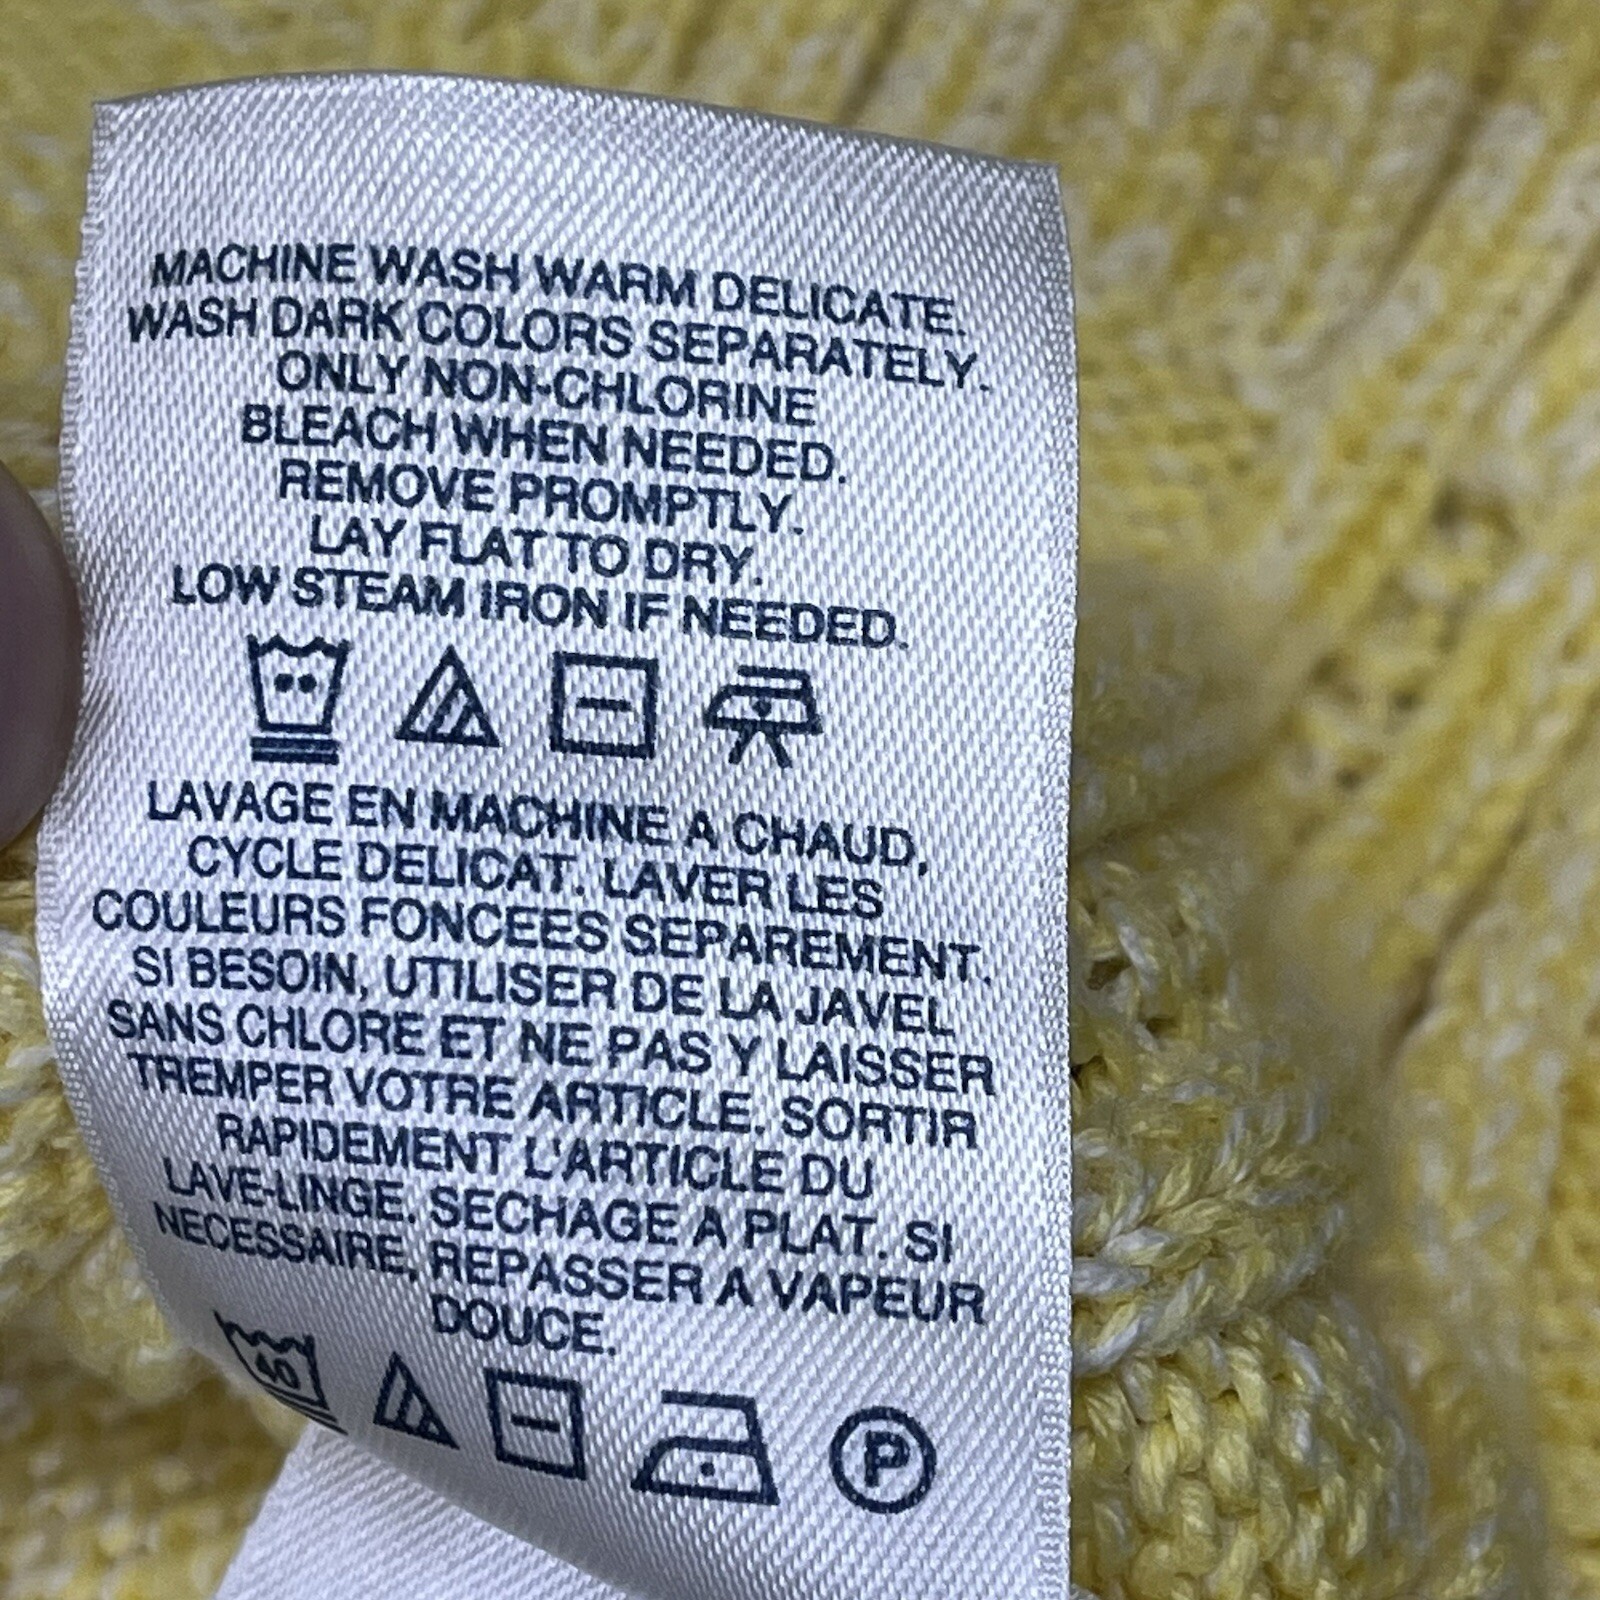 MACHINE WASH WARM DELICATE.
WASH DARK COLORS SEPARATELY.
ONLY NON-CHLORINE
BLEACH WHEN NEEDED.
REMOVE PROMPTLY.
LAY FLAT TO DRY.
LOW STEAM IRON IF NEEDED.
LAVAGE EN MACHINE A CHAUD,
CYCLE DELICAT. LAVER LES
COULEURS FONCEES SEPAREMENT.
SI BESOIN, UTILISER DE LA JAVEL
SANS CHLORE ET NE PAS Y LAISSER
TREMPER VOTRE ARTICLE. SORTIR
RAPIDEMENT L'ARTICLE DU
LAVE-LINGE. SECHAGE A PLAT. SI
NECESSAIRE, REPASSER A VAPEUR
DOUCE.
40 P